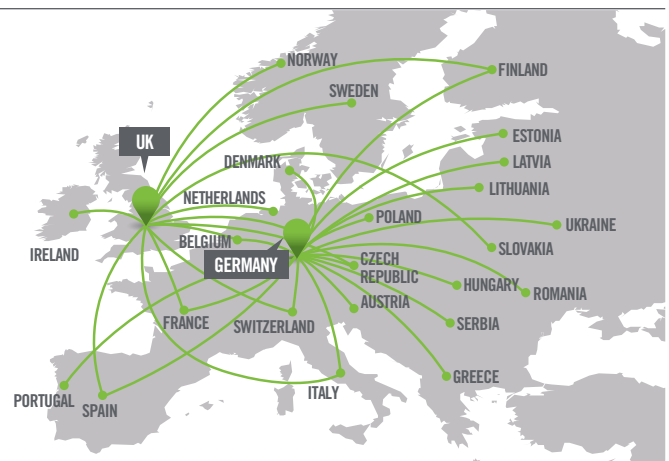 NORWAY
FINLAND
SWEDEN
UK
ESTONIA
DENMARK
LATVIA
LITHUANIA
NETHERLANDS
POLAND
UKRAINE
BELGIUM
SLOVAKIA
IRELAND
GERMANY
CZECH
REPUBLIC
HUNGARY
ROMANIA
AUSTRIA
FRANCE
SWITZERLAND
SERBIA
GREECE
ITALY
PORTUGAL
SPAIN